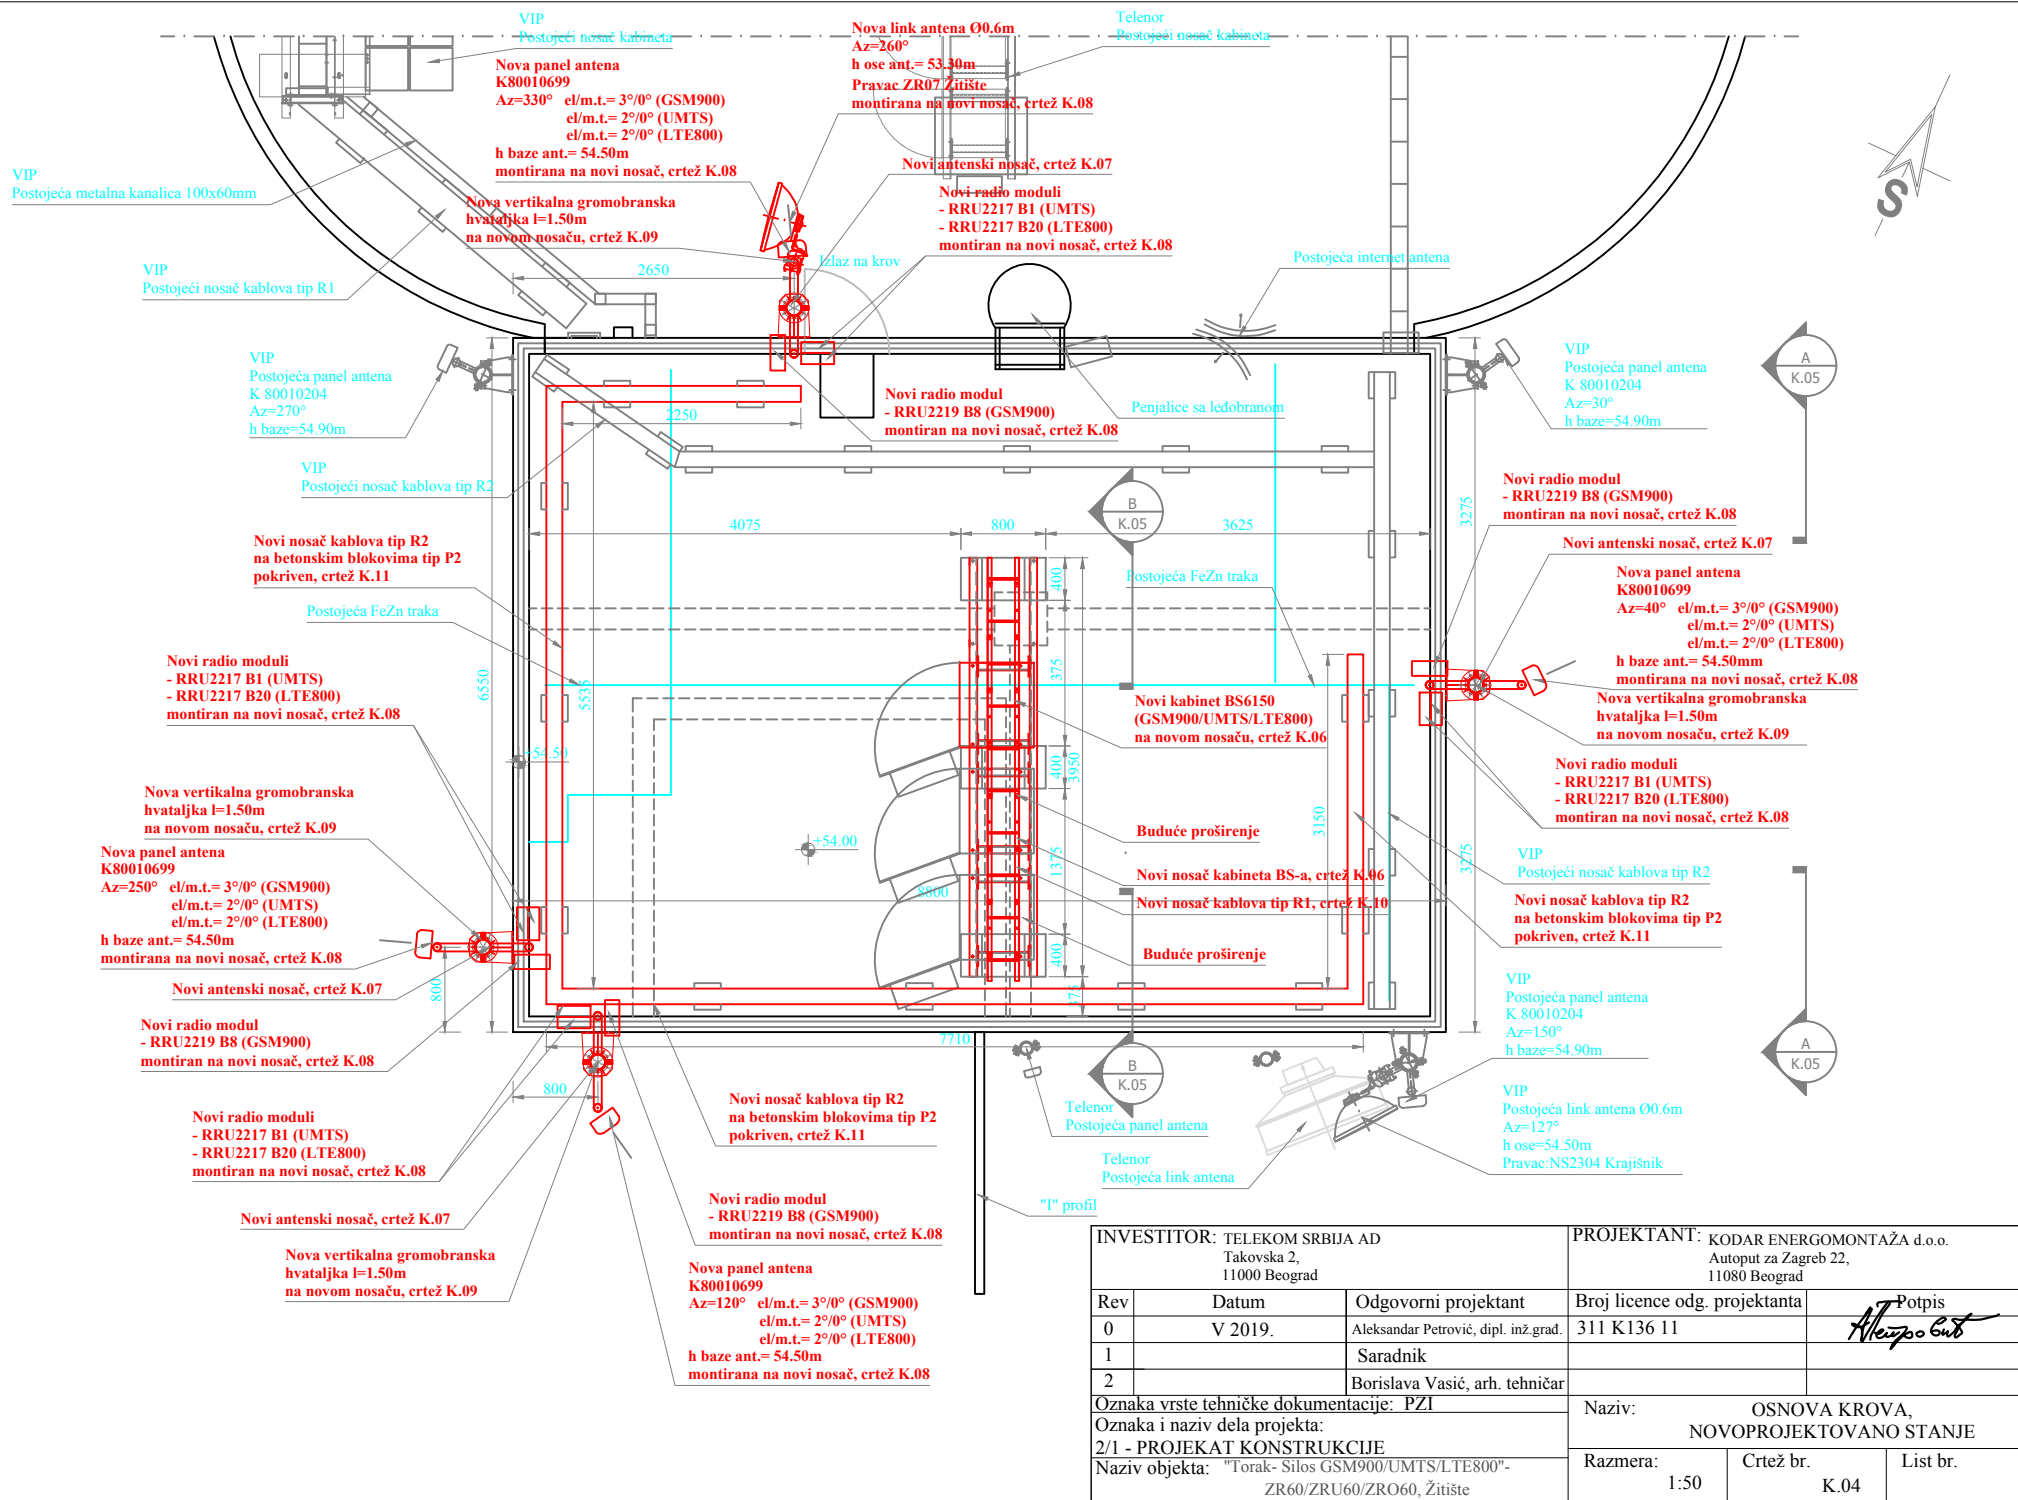 VIP
Postojeći nosač kabineta
Nova link antena Ø0.6m
Az=260°
h ose ant.= 53.30m
Pravac ZR07 Žitište
montirana na novi nosač, crtež K.08
Telenor
Postojeći nosač kabineta
Nova panel antena
K80010699
Az=330° el/m.t.= 3°/0° (GSM900)
el/m.t.= 2°/0° (UMTS)
el/m.t.= 2°/0° (LTE800)
h baze ant.= 54.50m
montirana na novi nosač, crtež K.08
Novi antenski nosač, crtež K.07
VIP
Postojeća metalna kanalica 100x60mm
Nova vertikalna gromobranska
hvataljka l=1.50m
na novom nosaču, crtež K.09
Novi radio moduli
- RRU2217 B1 (UMTS)
- RRU2217 B20 (LTE800)
montiran na novi nosač, crtež K.08
S
VIP
Postojeći nosač kablova tip R1
2650
Izlaz na krov
Postojeća internet antena
VIP
Postojeća panel antena
K 80010204
Az=270°
h baze=54.90m
VIP
Postojeća panel antena
K 80010204
Az=30°
h baze=54.90m
A
K.05
2250
Novi radio modul
- RRU2219 B8 (GSM900)
montiran na novi nosač, crtež K.08
Penjalice sa ledobranom
VIP
Postojeći nosač kablova tip R2
Novi radio modul
- RRU2219 B8 (GSM900)
montiran na novi nosač, crtež K.08
4075
800
B
K.05
3625
3275
Novi nosač kablova tip R2
na betonskim blokovima tip P2
pokriven, crtež K.11
Novi antenski nosač, crtež K.07
Postojeća FeZn traka
400
Postojeća FeZn traka
Nova panel antena
K80010699
Az=40° el/m.t.= 3°/0° (GSM900)
el/m.t.= 2°/0° (UMTS)
el/m.t.= 2°/0° (LTE800)
h baze ant.= 54.50mm
montirana na novi nosač, crtež K.08
Novi radio moduli
- RRU2217 B1 (UMTS)
- RRU2217 B20 (LTE800)
montiran na novi nosač, crtež K.08
6550
5535
1375
Novi kabinet BS6150
(GSM900/UMTS/LTE800)
na novom nosaču, crtež K.06
Nova vertikalna gromobranska
hvataljka l=1.50m
na novom nosaču, crtež K.09
+54.50
400
3950
Novi radio moduli
- RRU2217 B1 (UMTS)
- RRU2217 B20 (LTE800)
montiran na novi nosač, crtež K.08
Nova vertikalna gromobranska
hvataljka l=1.50m
na novom nosaču, crtež K.09
+54.00
Buduće proširenje
3150
3275
Nova panel antena
K80010699
Az=250° el/m.t.= 3°/0° (GSM900)
el/m.t.= 2°/0° (UMTS)
el/m.t.= 2°/0° (LTE800)
h baze ant.= 54.50m
montirana na novi nosač, crtež K.08
8800
1375
Novi nosač kabineta BS-a, crtež K.06
Novi nosač kablova tip R1, crtež K.10
VIP
Postojeći nosač kablova tip R2
Novi nosač kablova tip R2
na betonskim blokovima tip P2
pokriven, crtež K.11
400
Buduće proširenje
Novi antenski nosač, crtež K.07
800
375
VIP
Postojeća panel antena
K 80010204
Az=150°
h baze=54.90m
Novi radio modul
- RRU2219 B8 (GSM900)
montiran na novi nosač, crtež K.08
7710
B
K.05
A
K.05
800
Novi nosač kablova tip R2
na betonskim blokovima tip P2
pokriven, crtež K.11
Telenor
Postojeća panel antena
VIP
Postojeća link antena Ø0.6m
Az=127°
h ose=54.50m
Pravac:NS2304 Krajišnik
Novi radio moduli
- RRU2217 B1 (UMTS)
- RRU2217 B20 (LTE800)
montiran na novi nosač, crtež K.08
Telenor
Postojeća link antena
"I" profil
Novi antenski nosač, crtež K.07
Novi radio modul
- RRU2219 B8 (GSM900)
montiran na novi nosač, crtež K.08
Nova vertikalna gromobranska
hvataljka l=1.50m
na novom nosaču, crtež K.09
Nova panel antena
K80010699
Az=120° el/m.t.= 3°/0° (GSM900)
el/m.t.= 2°/0° (UMTS)
el/m.t.= 2°/0° (LTE800)
h baze ant.= 54.50m
montirana na novi nosač, crtež K.08
INVESTITOR: TELEKOM SRBIJA AD
Takovska 2,
11000 Beograd
PROJEKTANT: KODAR ENERGOMONTAŽA d.o.o.
Autoput za Zagreb 22,
11080 Beograd
Rev Datum Odgovorni projektant Broj licence odg. projektanta Potpis
0 V 2019. Aleksandar Petrović, dipl. inž.građ. 311 K136 11
1 Saradnik
2 Borislava Vasić, arh. tehničar
Oznaka vrste tehničke dokumentacije: PZI
Oznaka i naziv dela projekta:
2/1 - PROJEKAT KONSTRUKCIJE
Naziv objekta: "Torak- Silos GSM900/UMTS/LTE800"-
ZR60/ZRU60/ZRO60, Žitište
Naziv: OSNOVA KROVA,
NOVOPROJEKTOVANO STANJE
Razmera:
1:50
Crtež br.
K.04
List br.